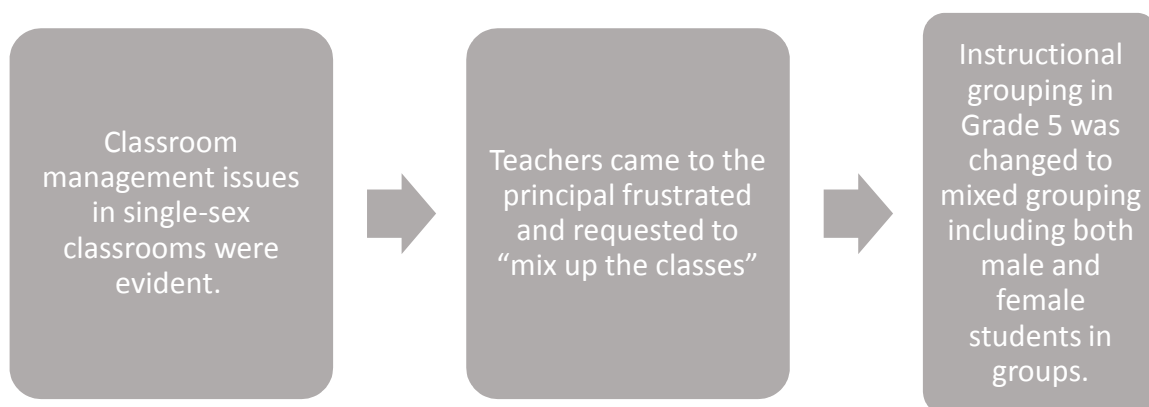 Classroom
management issues
in single-sex
classrooms were
evident.
Teachers came to the
principal frustrated
and requested to
“mix up the classes”
Instructional
grouping in
Grade 5 was
changed to
mixed grouping
including both
male and
female
students in
groups.